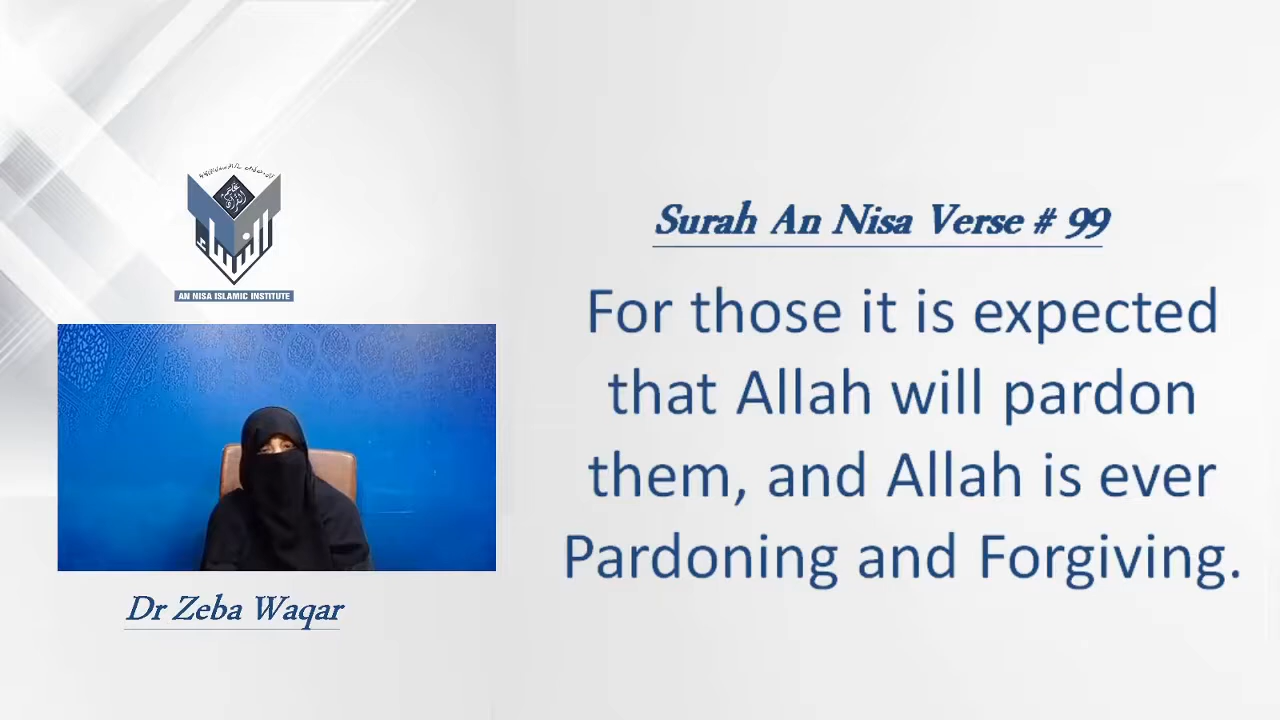 AN NISA ISLAMIC INSTITUTE
Dr Zeba Waqar
Surah An Nisa Verse # 99
For those it is expected
that Allah will pardon
them, and Allah is ever
Pardoning and Forgiving.